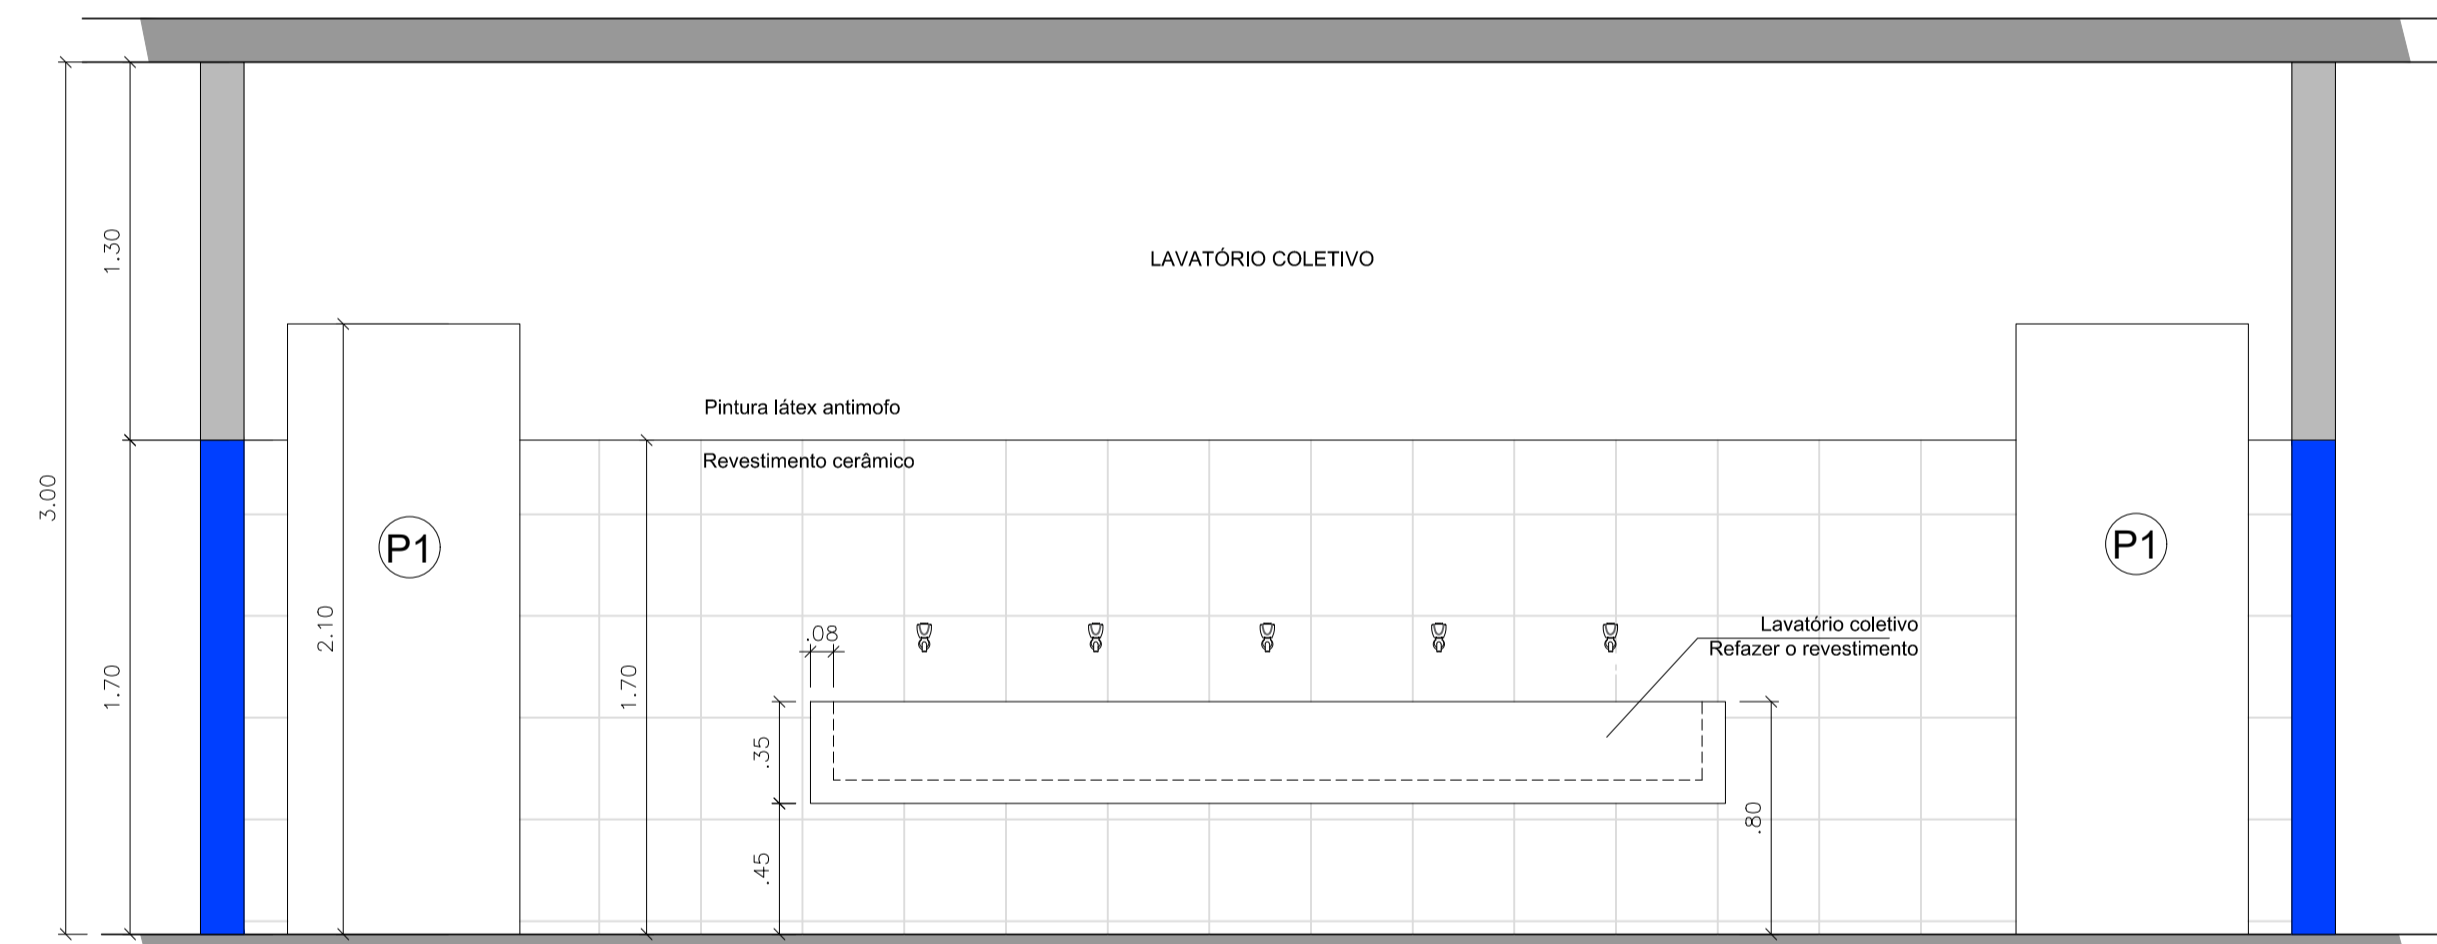 LAVATÓRIO COLETIVO
1.30
Pintura látex antimofo
Revestimento cerâmico
3.00
P1
P1
2.10
.08
Lavatório coletivo
Refazer o revestimento
1.70
1.70
.35
.80
.45